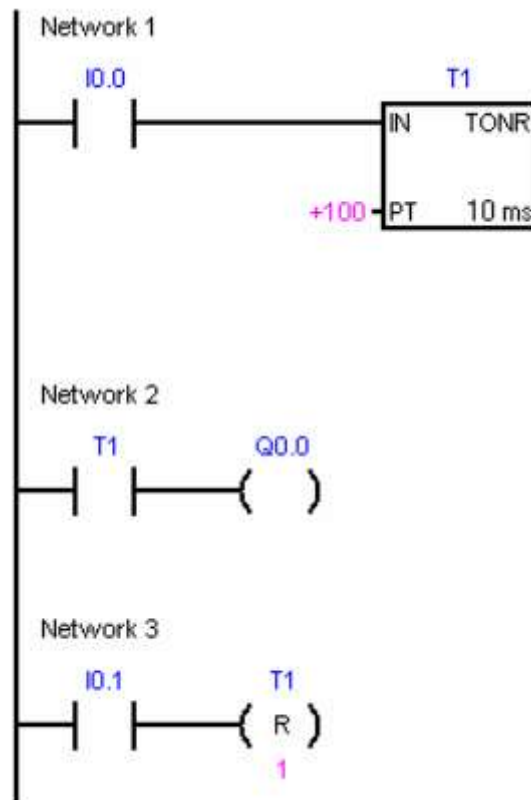 Network 1
I0.0
T1
IN TONR
+100 PT 10 ms
Network 2
T1 Q0.0
Network 3
I0.1 T1
R
1